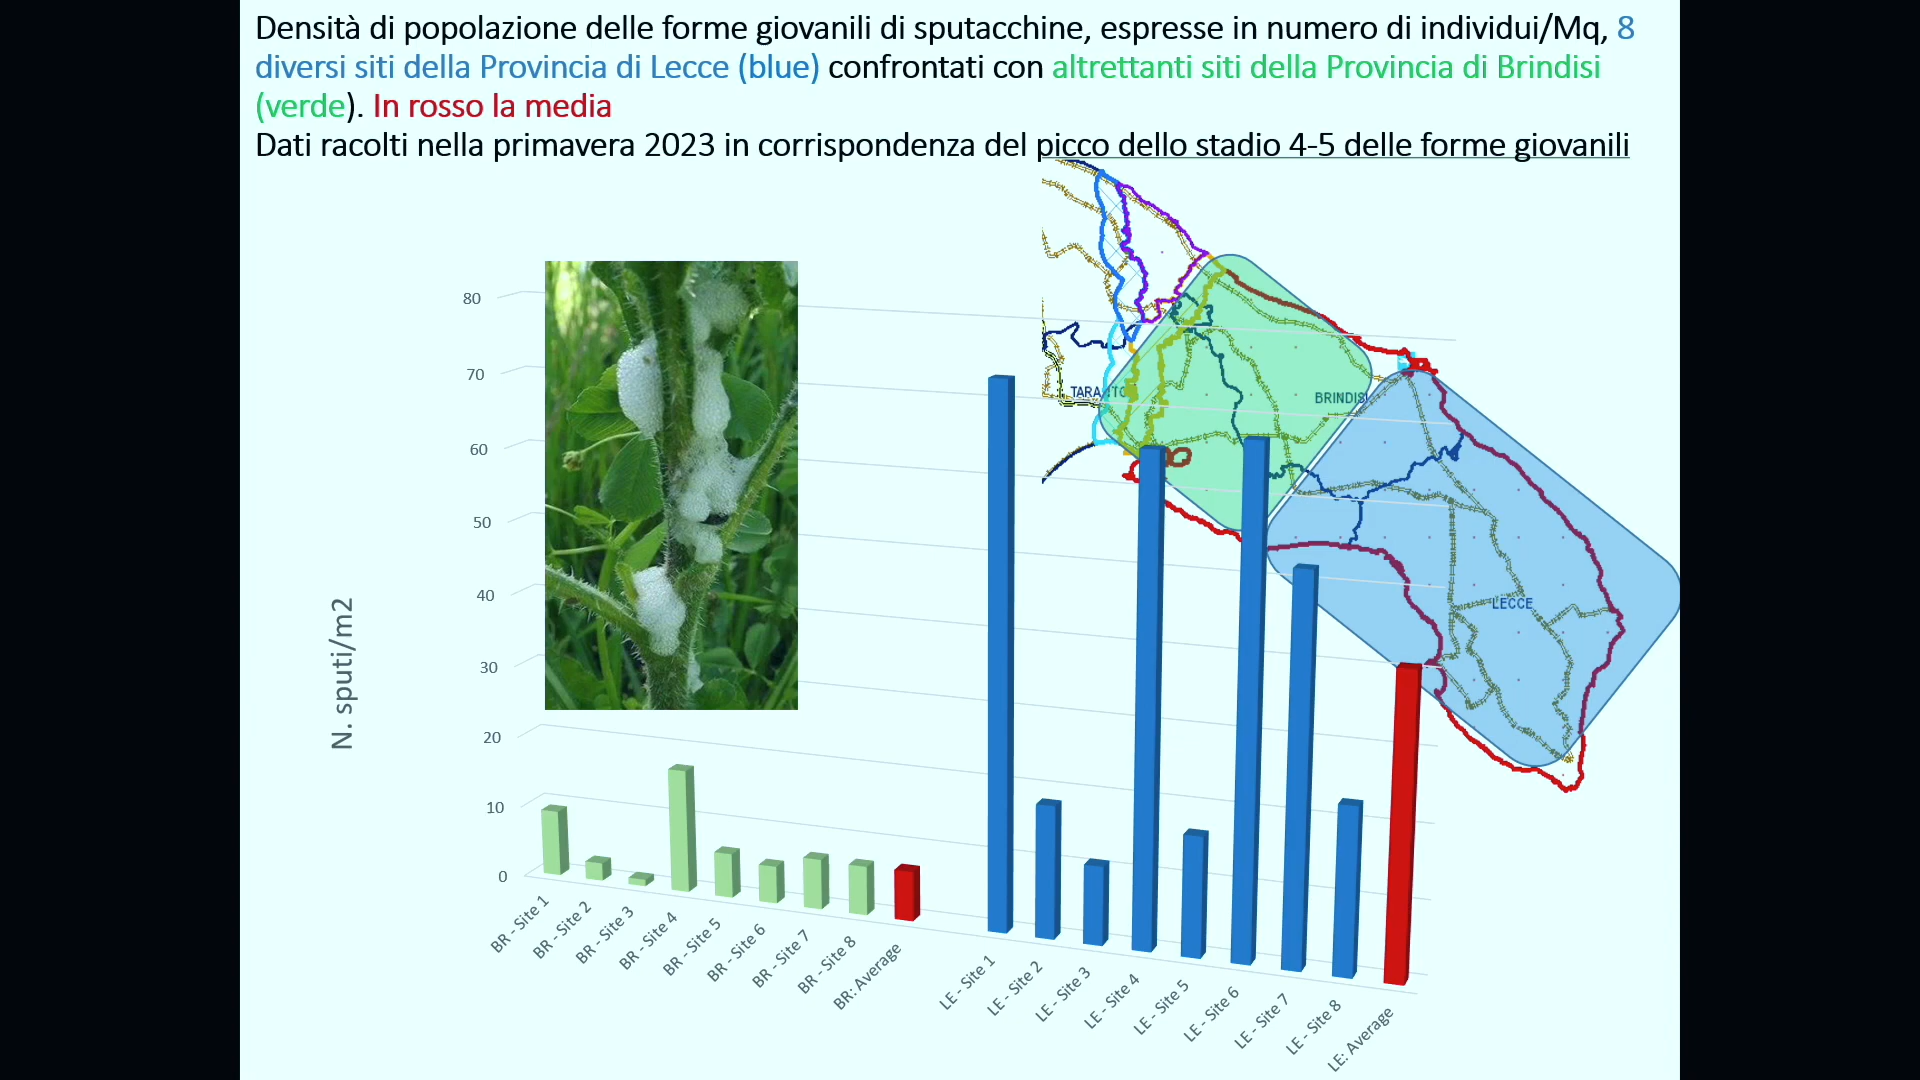 Densità di popolazione delle forme giovanili di sputacchine, espresse in numero di individui/Mq, 8
diversi siti della Provincia di Lecce (blue) confrontati con altrettanti siti della Provincia di Brindisi
(verde). In rosso la media
Dati racolti nella primavera 2023 in corrispondenza del picco dello stadio 4-5 delle forme giovanili
N. sputi/m2
80
70
60
50
40
30
20
10
0
TARANTO
BRINDISI
LECCE
BR - Site 1
BR - Site 2
BR - Site 3
BR - Site 4
BR - Site 5
BR - Site 6
BR - Site 7
BR - Site 8
BR: Average
LE - Site 1
LE - Site 2
LE - Site 3
LE - Site 4
LE - Site 5
LE - Site 6
LE - Site 7
LE - Site 8
LE: Average